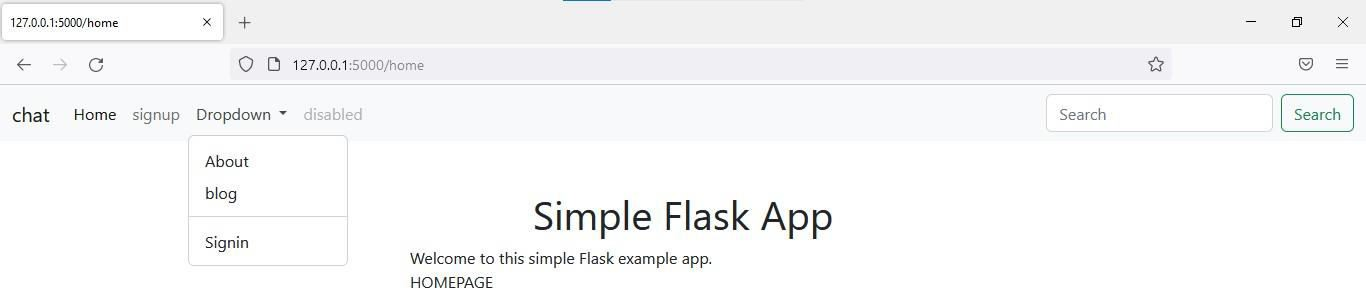 127.0.0.1:5000/home
127.0.0.1:5000/home
chat Home signup Dropdown disabled Search Search
About
blog
Signin
Simple Flask App
Welcome to this simple Flask example app.
HOMEPAGE